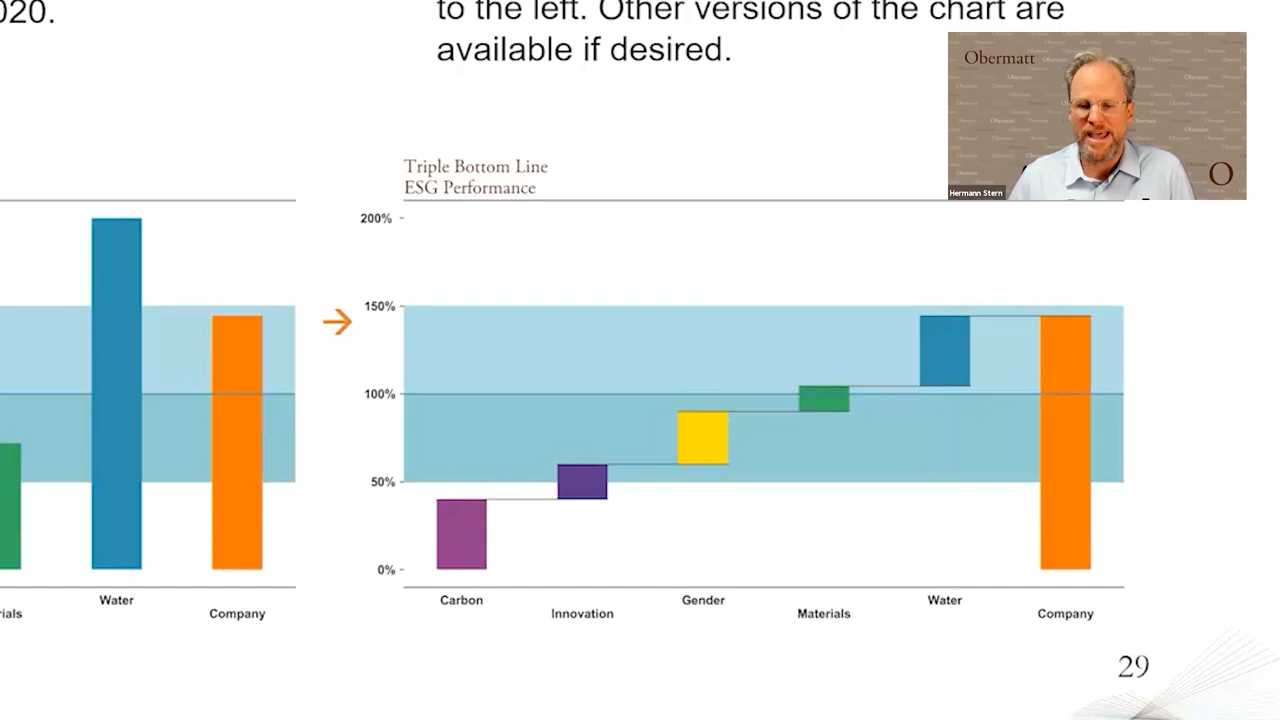 020.
to the left. Other versions of the chart are
available if desired.
Obermatt
Hermann Stern
O
Triple Bottom Line
ESG Performance
200%
150%
100%
50%
0%
rials
Water
Company
Carbon
Innovation
Gender
Materials
Water
Company
29